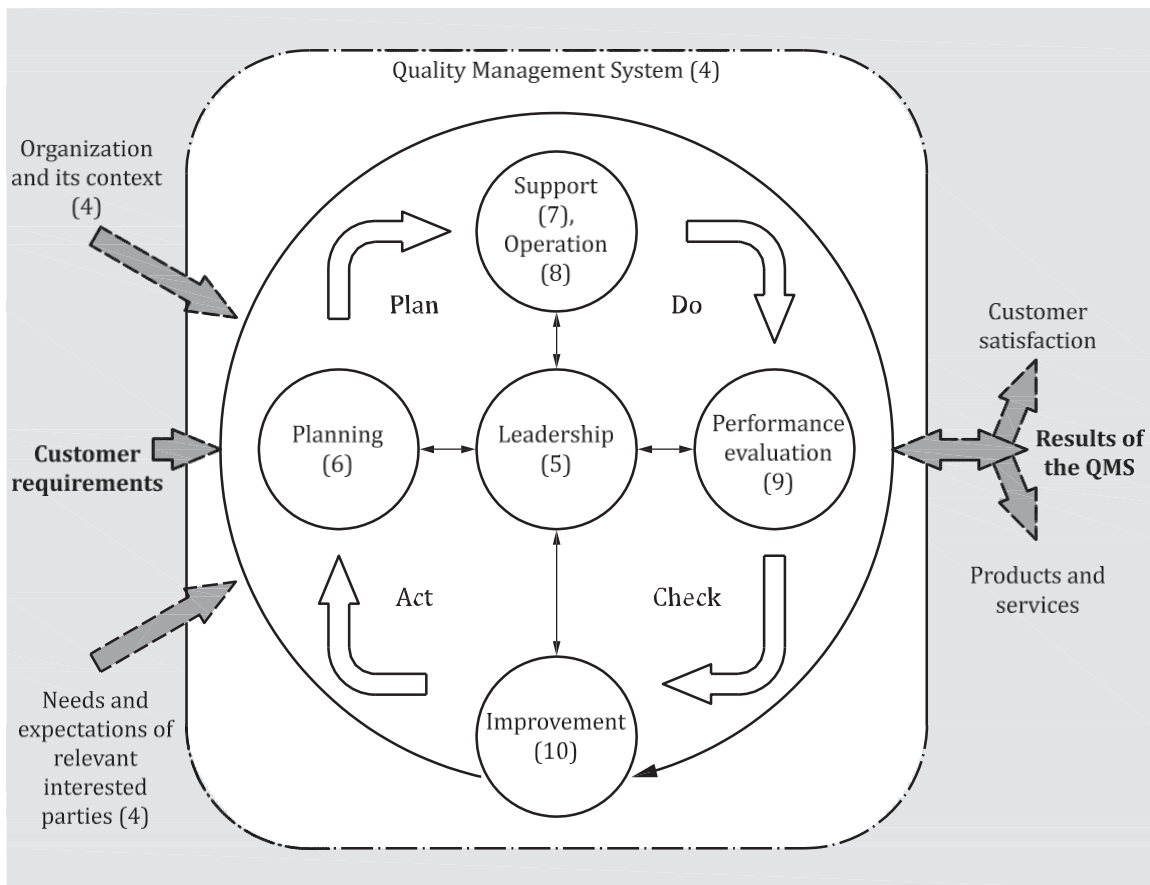 Quality Management System (4)
Organization
and its context
(4)
Support
(7),
Operation
(8)
Plan
Do
Customer
satisfaction
Planning
(6)
Leadership
(5)
Performance
evaluation
(9)
Customer
requirements
Results of
the QMS
Act
Check
Products and
services
Needs and
expectations of
relevant
interested
parties (4)
Improvement
(10)